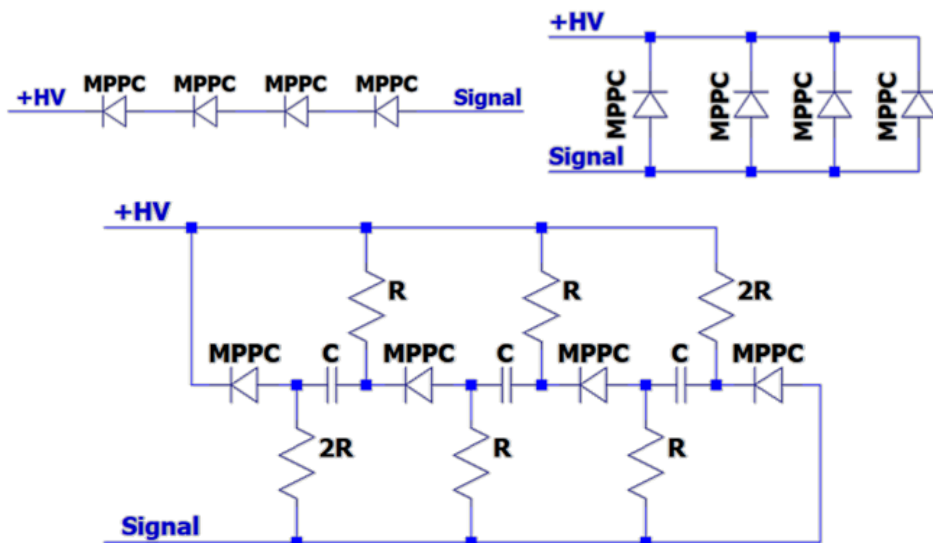 +HV MPPC MPPC MPPC MPPC Signal
+HV
MPPC MPPC MPPC MPPC
Signal
+HV
R R 2R
MPPC C MPPC C MPPC C MPPC
2R R R
Signal